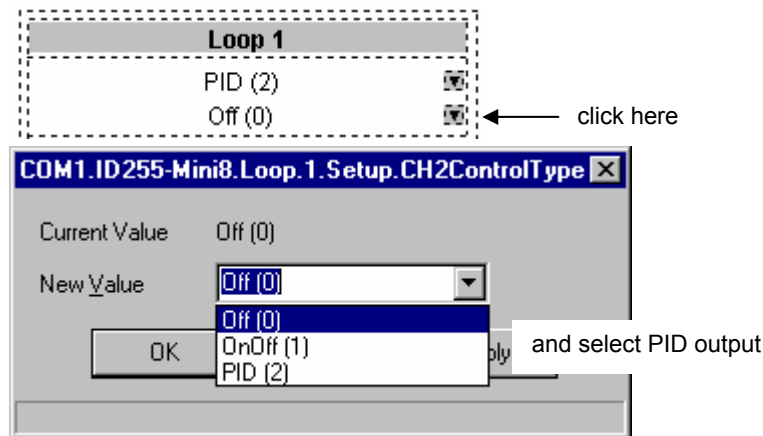 Loop 1
PID (2)
Off (0)
click here
COM1.ID255-Mini8.Loop.1.Setup.CH2ControlType
Current Value Off (0)
New Value Off (0)
Off (0)
OnOff (1)
PID (2)
OK
and select PID output